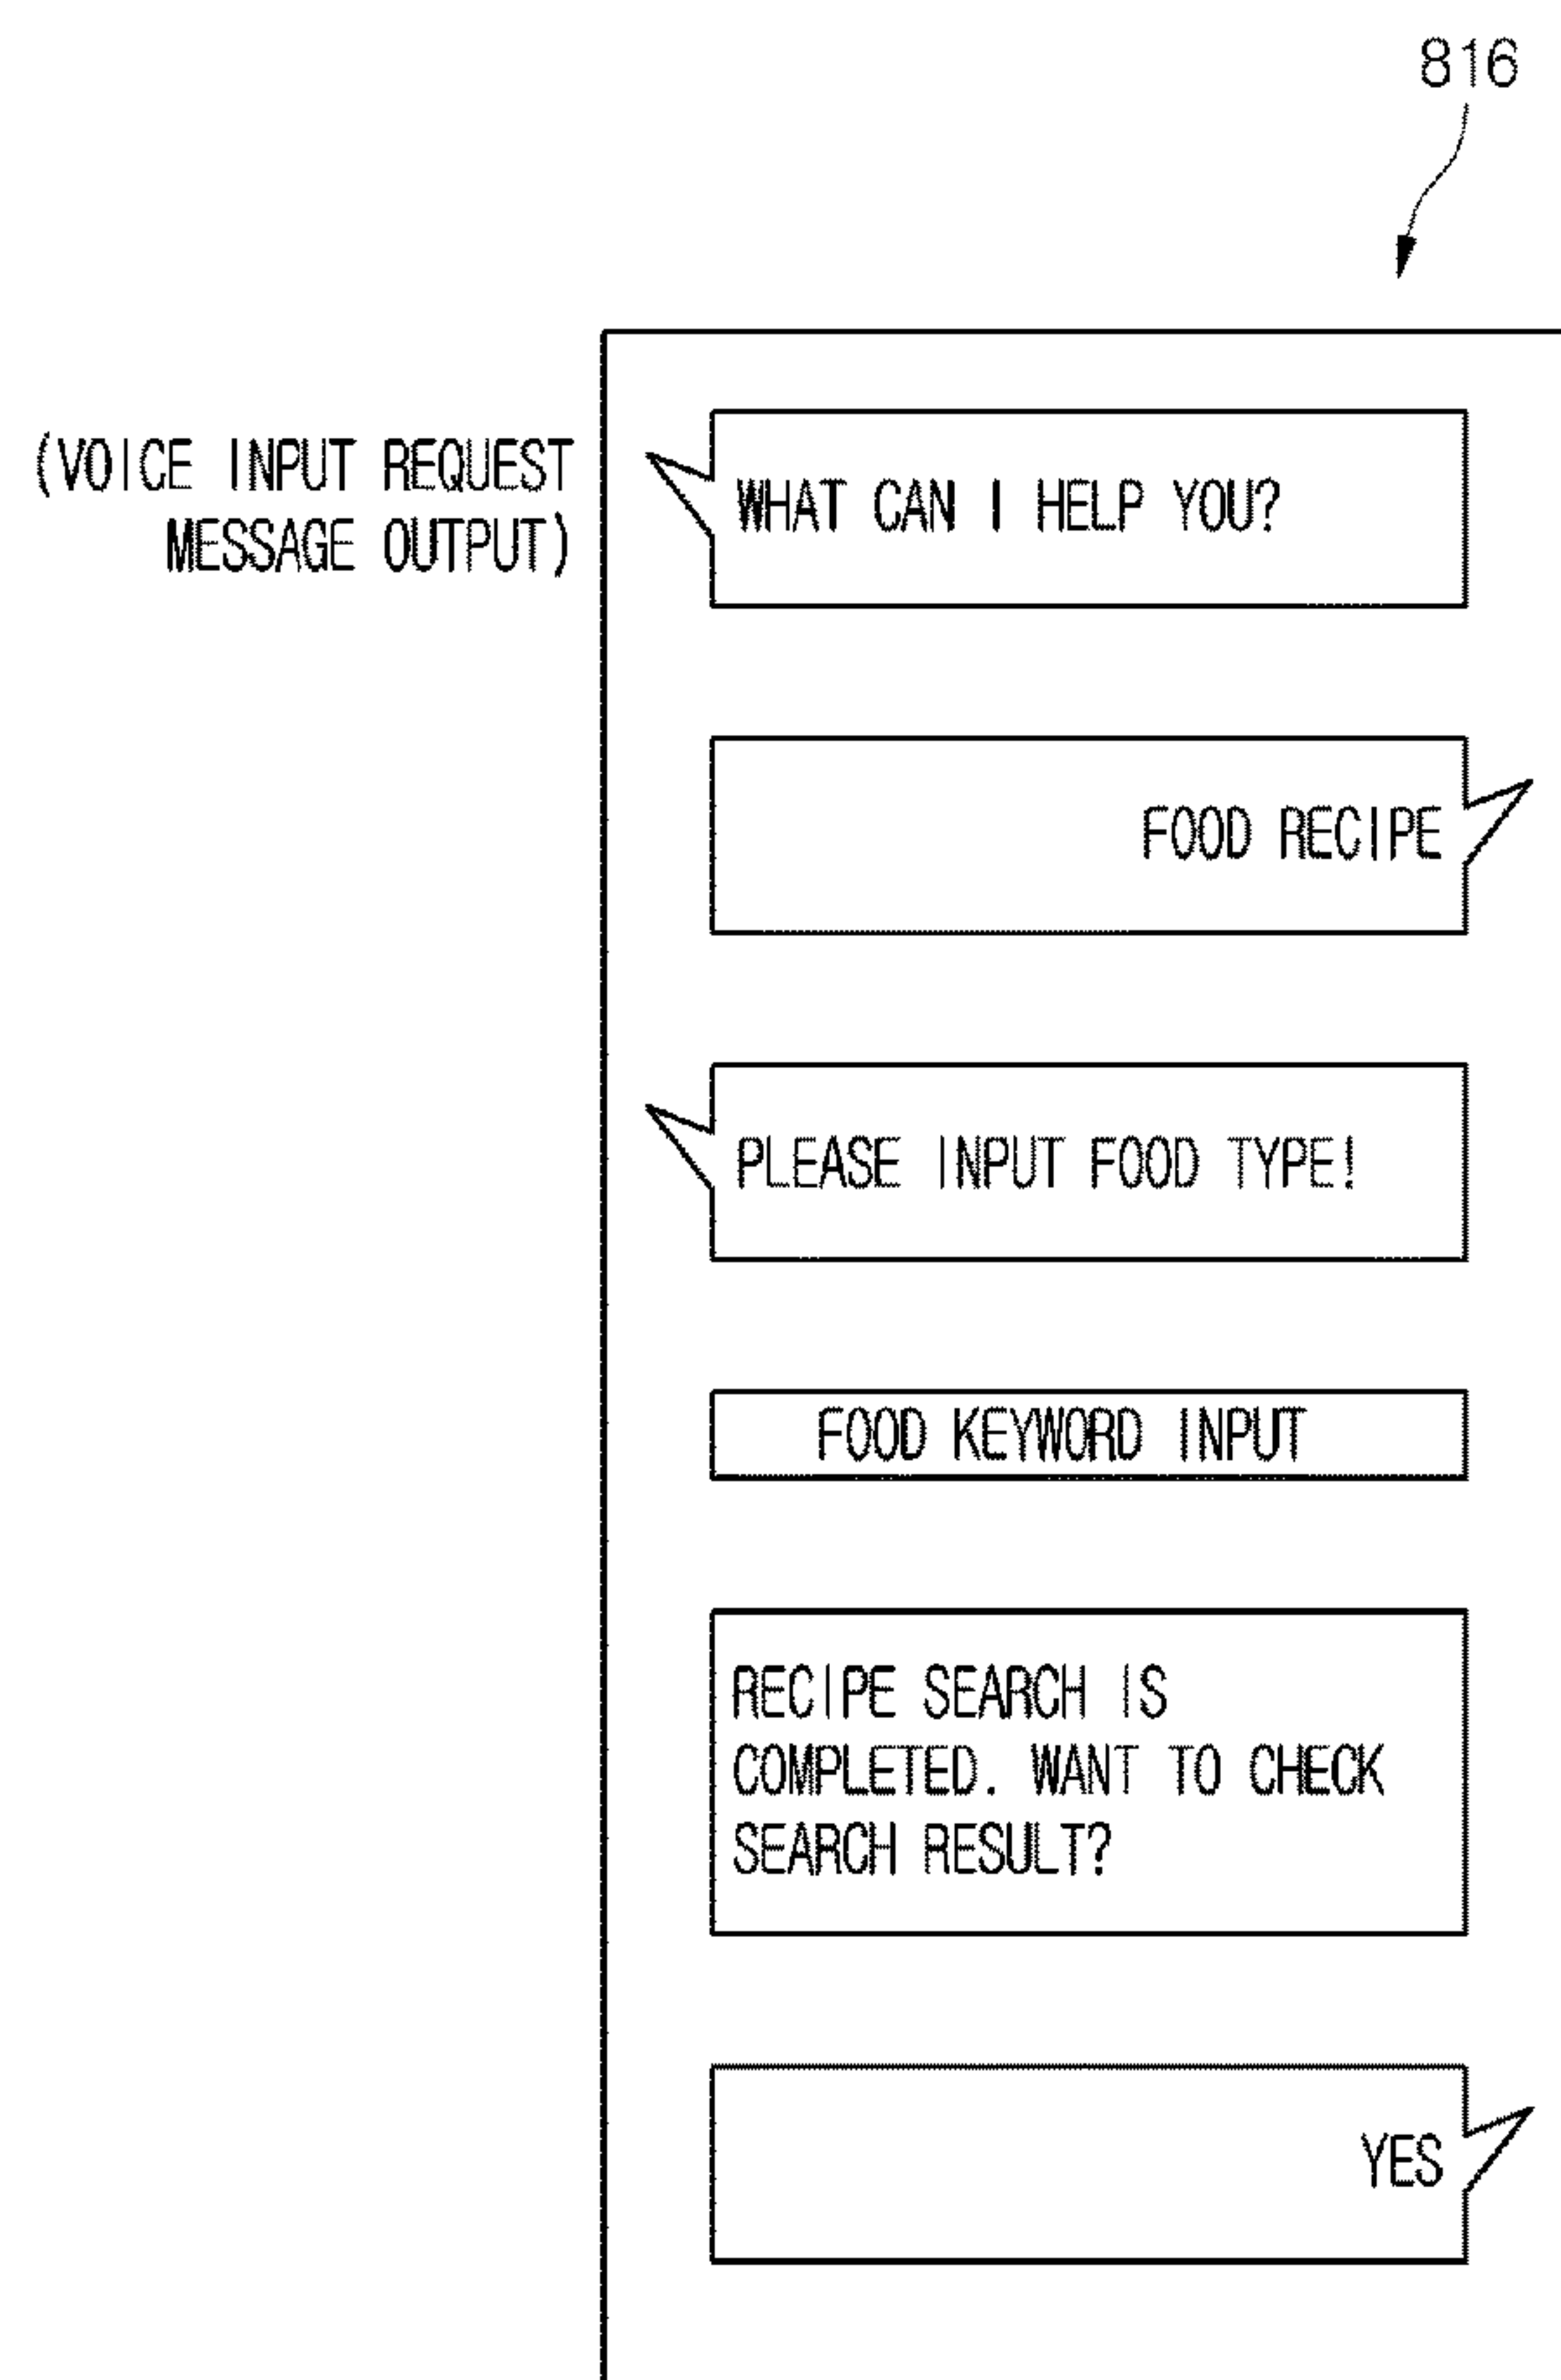 816
(VOICE INPUT REQUEST
MESSAGE OUTPUT)
WHAT CAN I HELP YOU?
FOOD RECIPE
PLEASE INPUT FOOD TYPE!
FOOD KEYWORD INPUT
RECIPE SEARCH IS
COMPLETED. WANT TO CHECK
SEARCH RESULT?
YES